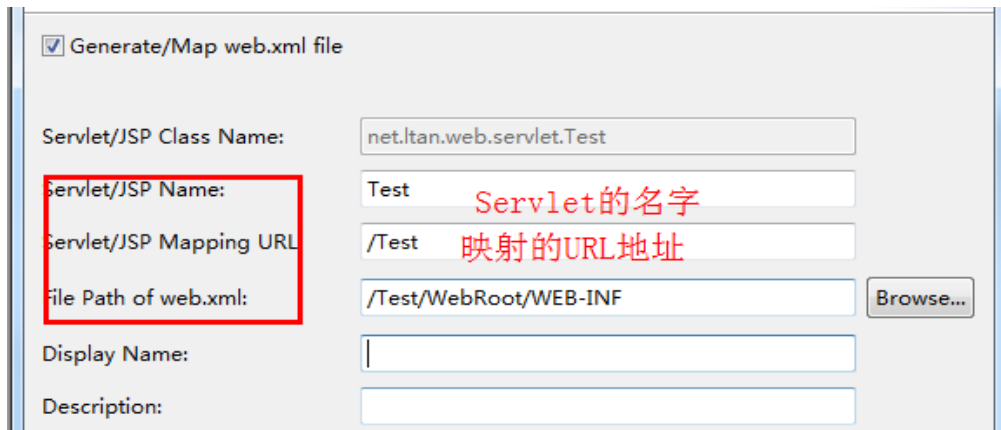 Generate/Map web.xml file
Servlet/JSP Class Name: net.ltan.web.servlet.Test
Servlet/JSP Name: Test Servlet的名字
Servlet/JSP Mapping URL /Test 映射的URL地址
File Path of web.xml: /Test/WebRoot/WEB-INF Browse...
Display Name:
Description: